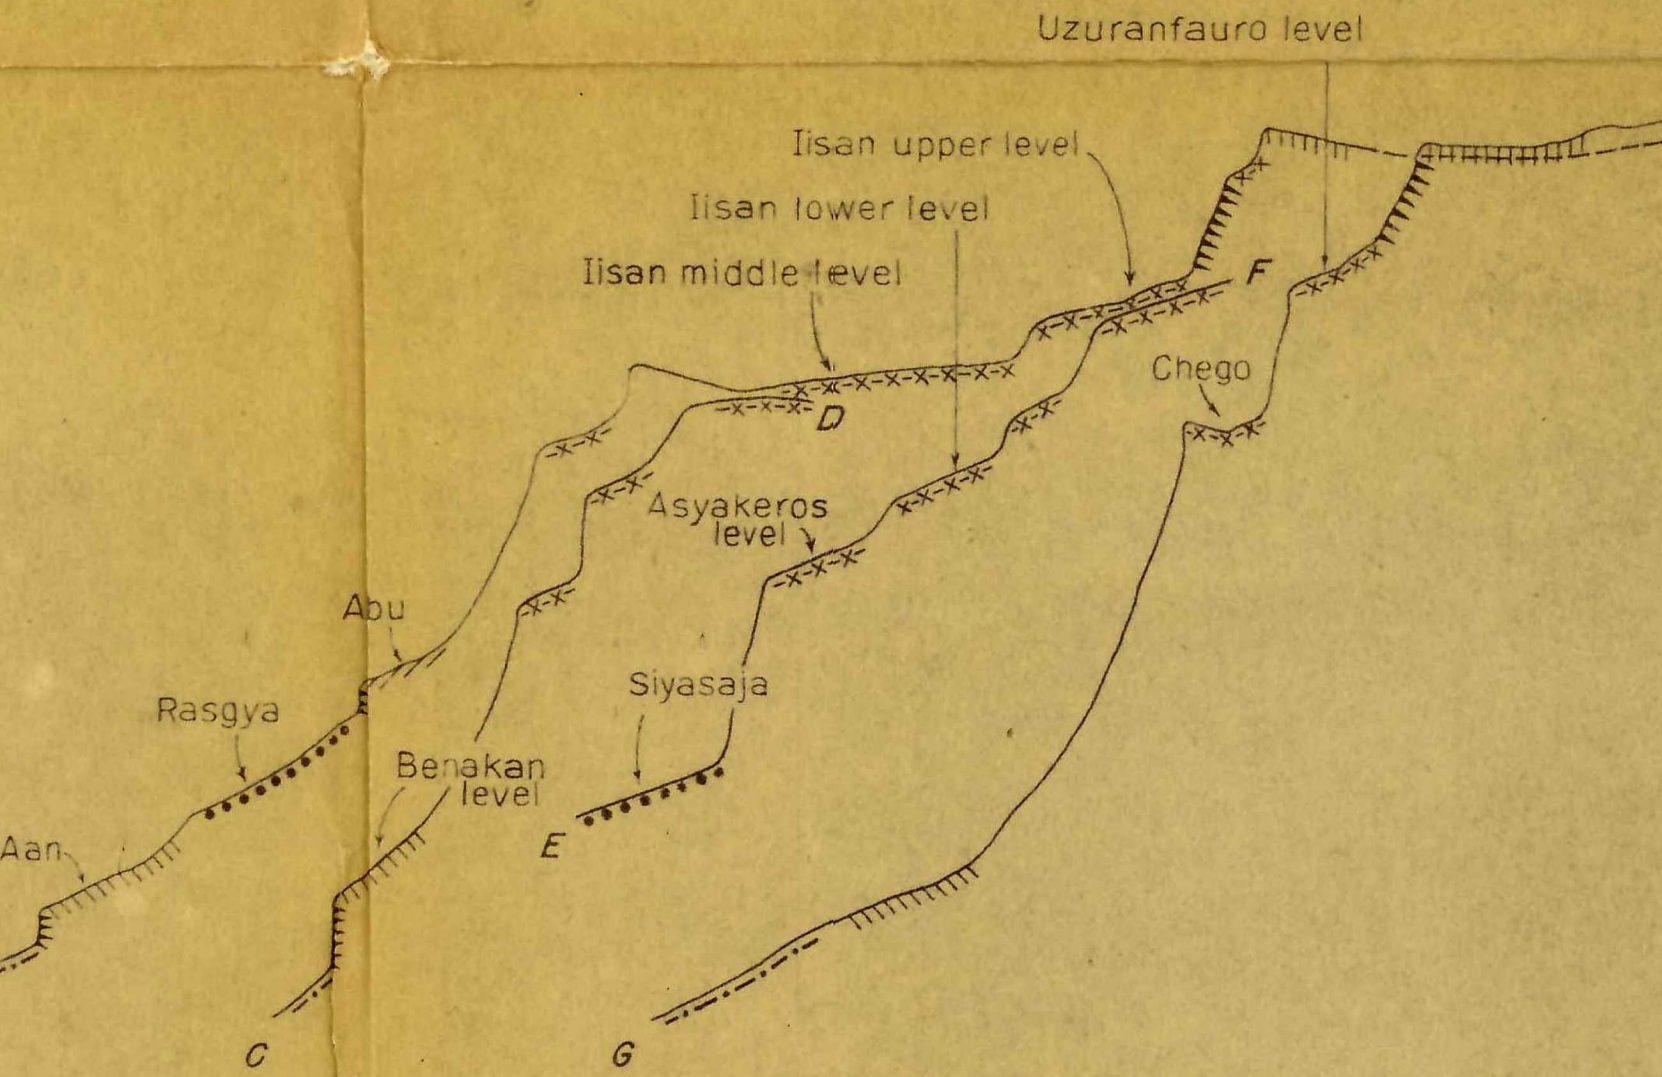 Uzuranfauro level
Iisan upper level
Iisan lower level
Iisan middle level
F
Chego
D
Asyakeros
level
Abu
Siyasaja
Rasgya
Benakan
level
E
Aan
C
G